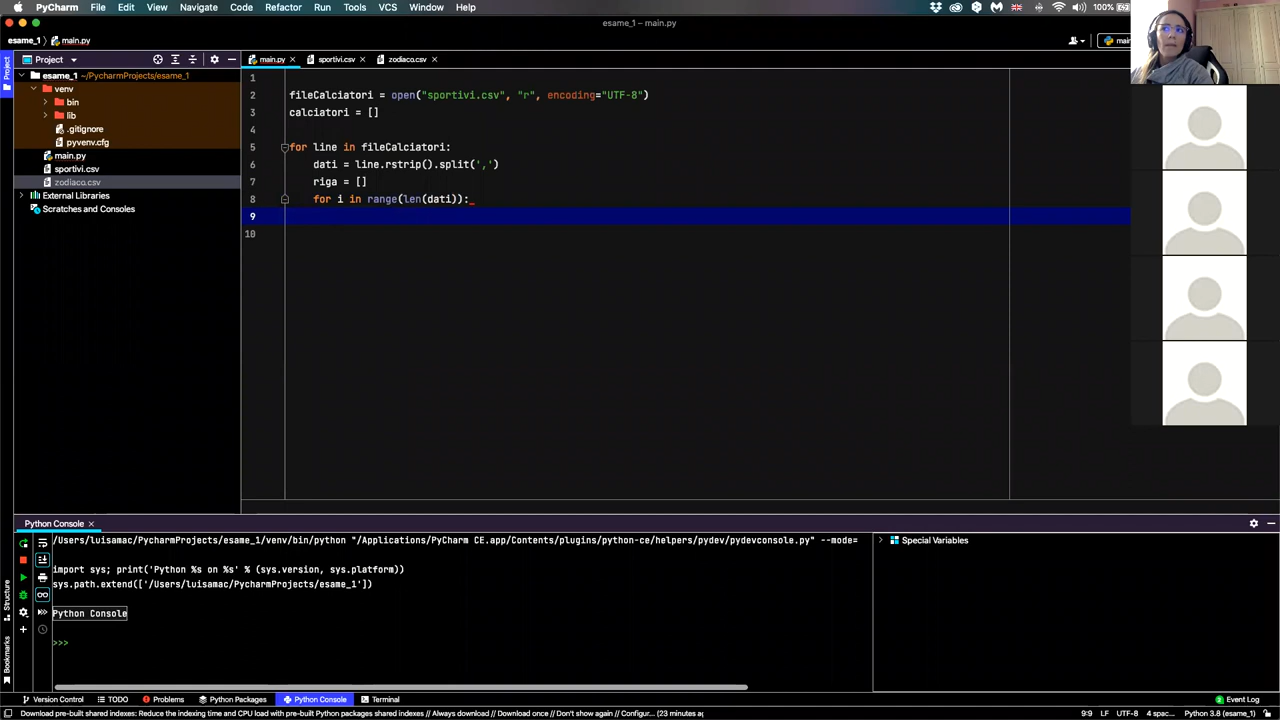 PyCharm File Edit View Navigate Code Refactor Run Tools VCS Window Help 100%
esame_1 – main.py
esame_1 〉 main.py
main
Project
main.py
sportivi.csv
zodiaco.csv
Project
esame_1 ~/PycharmProjects/esame_1
venv
bin
lib
.gitignore
pyvenv.cfg
main.py
sportivi.csv
zodiaco.csv
External Libraries
Scratches and Consoles
1
2 fileCalciatori = open("sportivi.csv", "r", encoding="UTF-8")
3 calciatori = []
4
5 for line in fileCalciatori:
6 dati = line.rstrip().split(',')
7 riga = []
8 for i in range(len(dati)):
9
10
Python Console
/Users/luisamac/PycharmProjects/esame_1/venv/bin/python "/Applications/PyCharm CE.app/Contents/plugins/python-ce/helpers/pydev/pydevconsole.py" --mode=
import sys; print('Python %s on %s' % (sys.version, sys.platform))
sys.path.extend(['/Users/luisamac/PycharmProjects/esame_1'])
Python Console
>>>
Special Variables
Structure
Bookmarks
Version Control TODO Problems Python Packages Python Console Terminal Event Log
Download pre-built shared indexes: Reduce the indexing time and CPU load with pre-built Python packages shared indexes // Always download // Download once // Don't show again // Configur... (23 minutes ag 9:9 LF UTF-8 4 spac... Python 3.8 (esame_1)